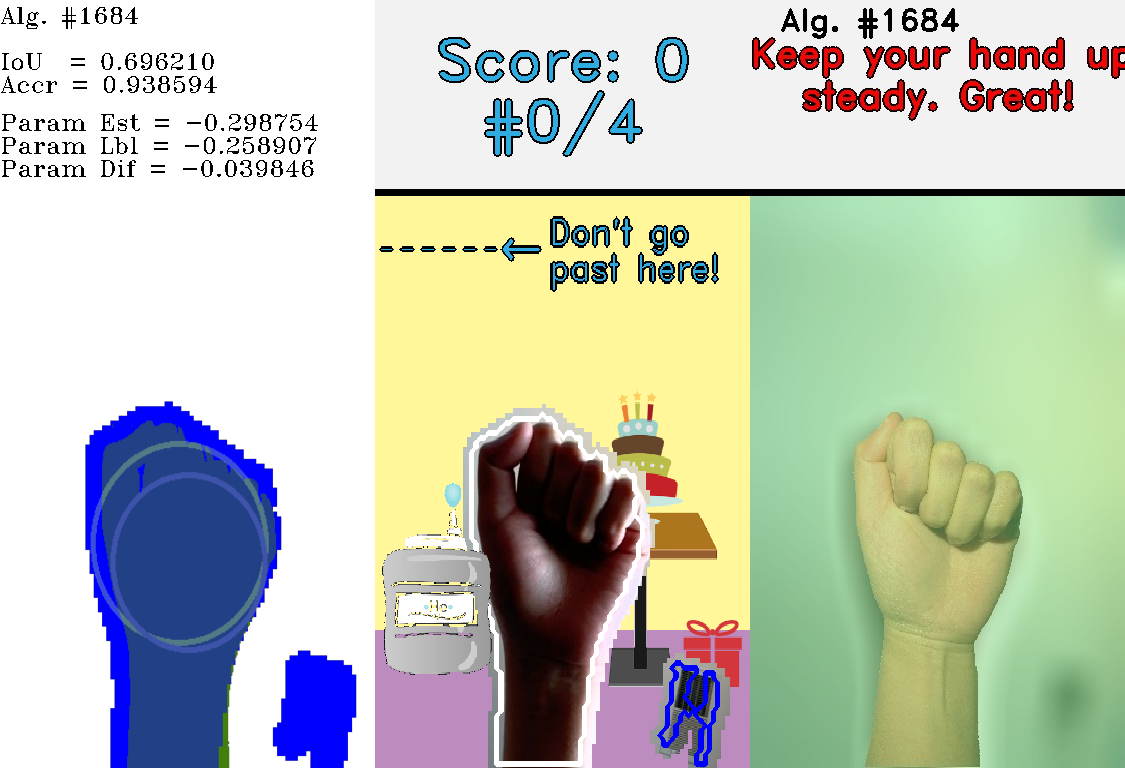 Alg. #1684
IoU = 0.696210
Accr = 0.938594
Param Est = −0.298754
Param Lbl = −0.258907
Param Dif = −0.039846
Score: 0
#0/4
Alg. #1684
Keep your hand up
steady. Great!
Don't go
past here!